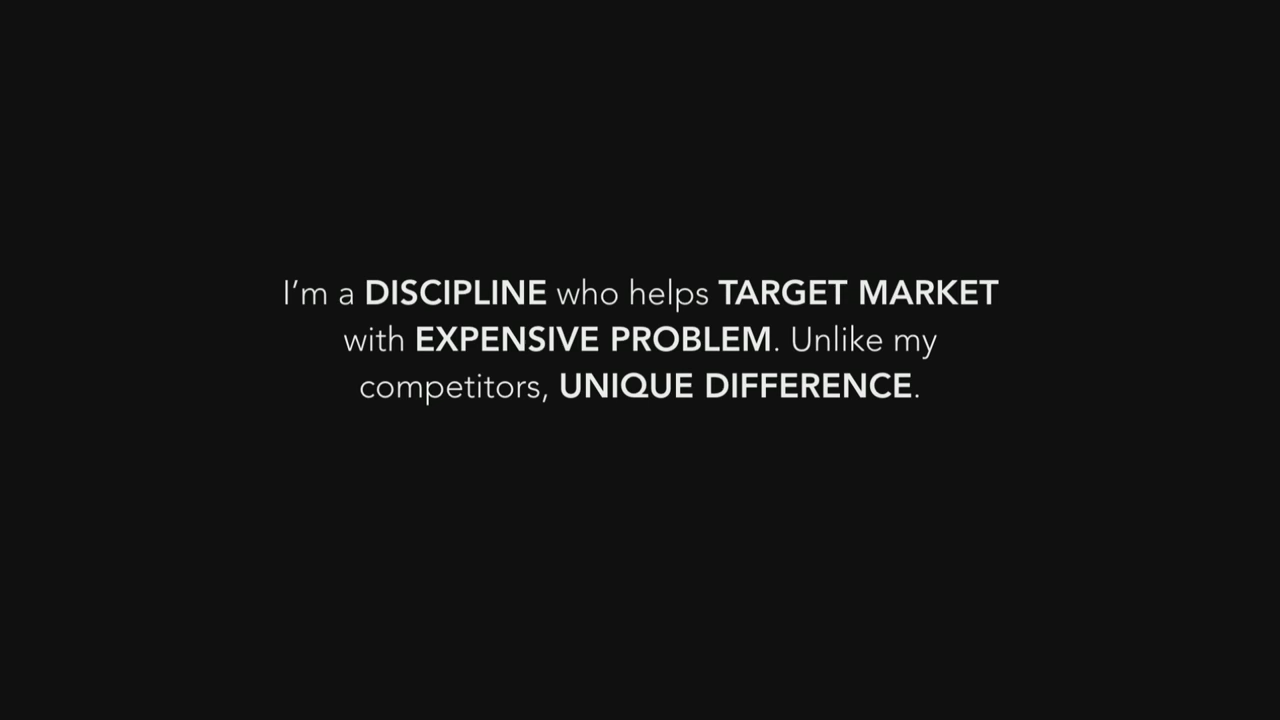 I’m a DISCIPLINE who helps TARGET MARKET
with EXPENSIVE PROBLEM. Unlike my
competitors, UNIQUE DIFFERENCE.